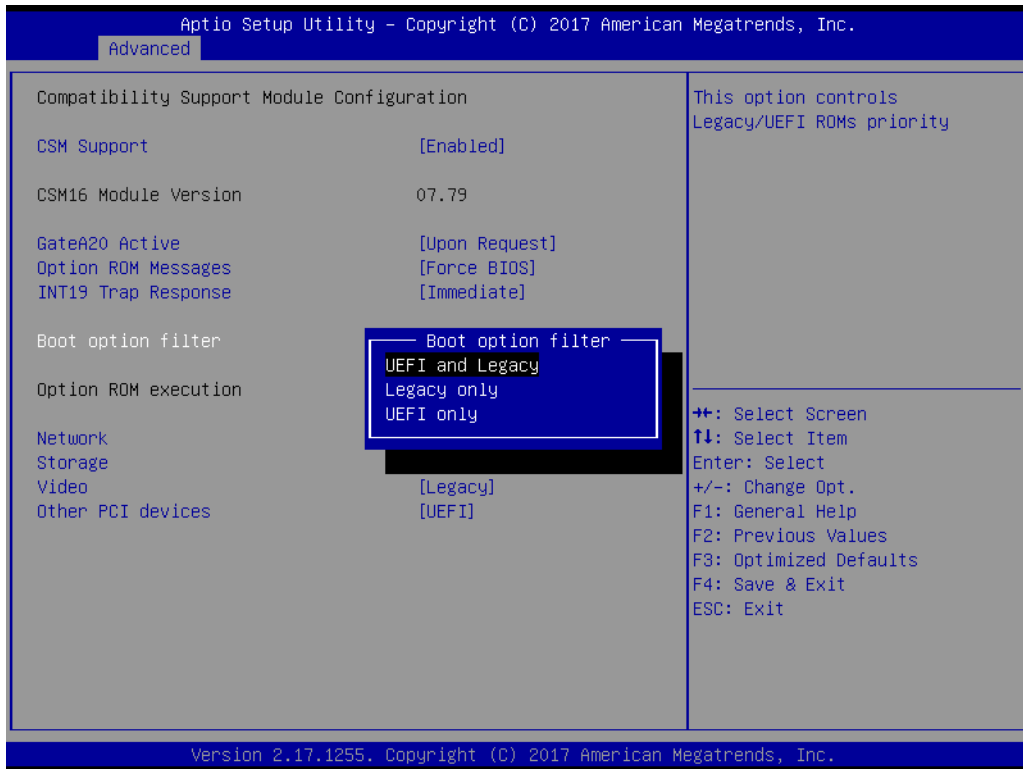 Aptio Setup Utility – Copyright (C) 2017 American Megatrends, Inc.
Advanced
Compatibility Support Module Configuration
CSM Support [Enabled]
CSM16 Module Version 07.79
GateA20 Active [Upon Request]
Option ROM Messages [Force BIOS]
INT19 Trap Response [Immediate]
Boot option filter
Option ROM execution
Network
Storage
Video [Legacy]
Other PCI devices [UEFI]
Boot option filter
UEFI and Legacy
Legacy only
UEFI only
This option controls
Legacy/UEFI ROMs priority
→←: Select Screen
↑↓: Select Item
Enter: Select
+/-: Change Opt.
F1: General Help
F2: Previous Values
F3: Optimized Defaults
F4: Save & Exit
ESC: Exit
Version 2.17.1255. Copyright (C) 2017 American Megatrends, Inc.